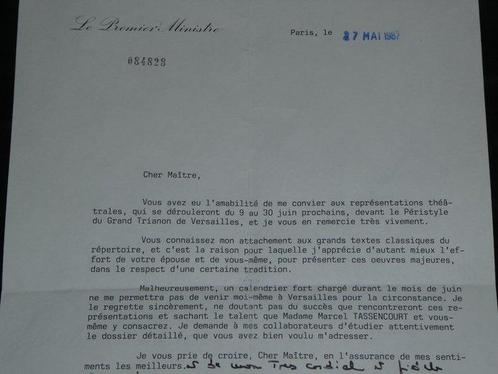 Le Premier Ministre
Paris, le 27 MAI 1987
084823
Cher Maître,
Vous avez eu l'amabilité de me convier aux représentations théâ-
trales, qui se dérouleront du 9 au 30 juin prochains, devant le Péristyle
du Grand Trianon de Versailles, et je vous en remercie très vivement.
Vous connaissez mon attachement aux grands textes classiques du
répertoire, et c'est la raison pour laquelle j'apprécie d'autant mieux l'ef-
fort de votre épouse et de vous-même, pour présenter ces oeuvres majeures,
dans le respect d'une certaine tradition.
Malheureusement, un calendrier fort chargé durant le mois de juin
ne me permettra pas de venir moi-même à Versailles pour la circonstance. Je
le regrette sincèrement, ne doutant pas du succès que rencontreront ces re-
présentations et sachant le talent que Madame Marcel TASSENCOURT et vous-
même y consacrez. Je demande à mes collaborateurs d'étudier attentivement
le dossier détaillé, que vous avez bien voulu m'adresser.
Je vous prie de croire, Cher Maître, en l'assurance de mes senti-
ments les meilleurs. et de mon très cordial et fidèle